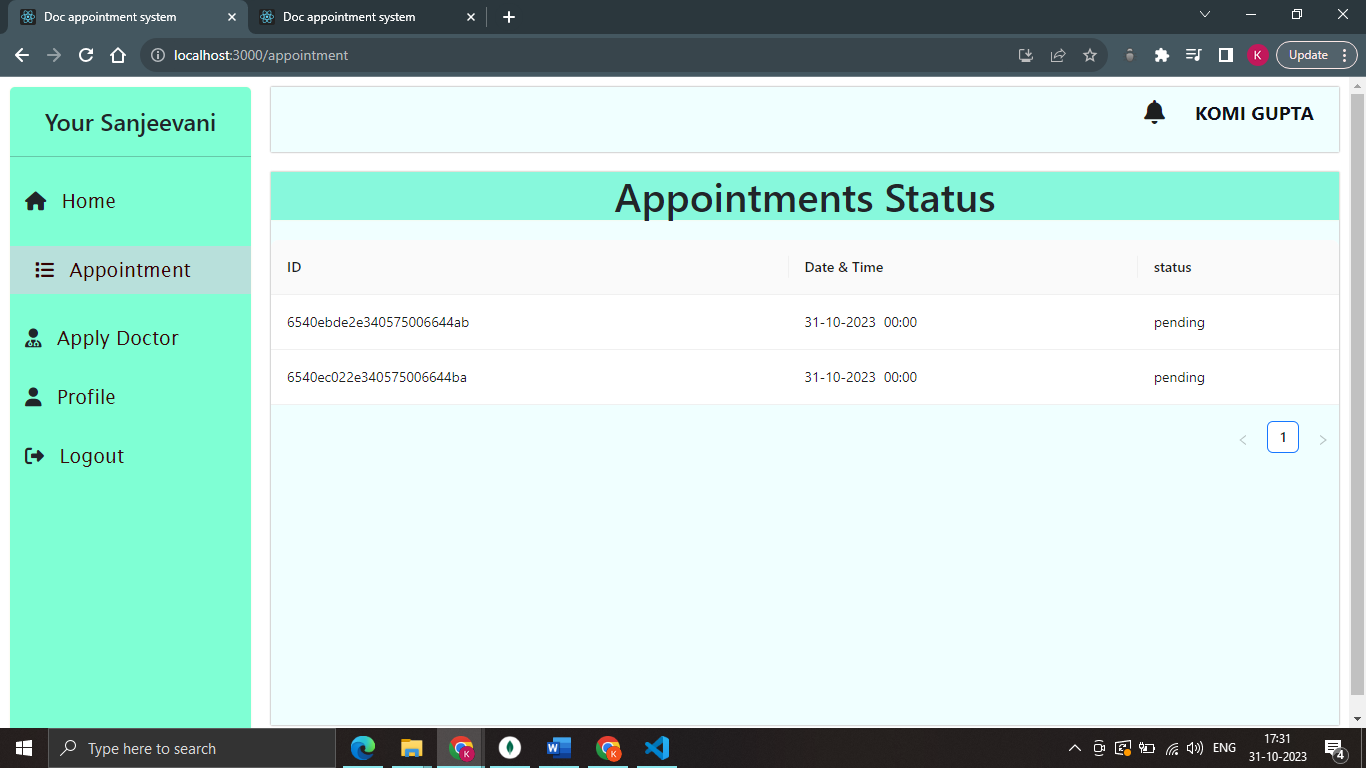 Doc appointment system
Doc appointment system
localhost:3000/appointment
K
Update
Your Sanjeevani
KOMI GUPTA
Home
Appointment
Apply Doctor
Profile
Logout
Appointments Status
ID Date & Time status
6540ebde2e340575006644ab 31-10-2023 00:00 pending
6540ec022e340575006644ba 31-10-2023 00:00 pending
1
Type here to search
K
W
K
ENG
17:31
31-10-2023
4